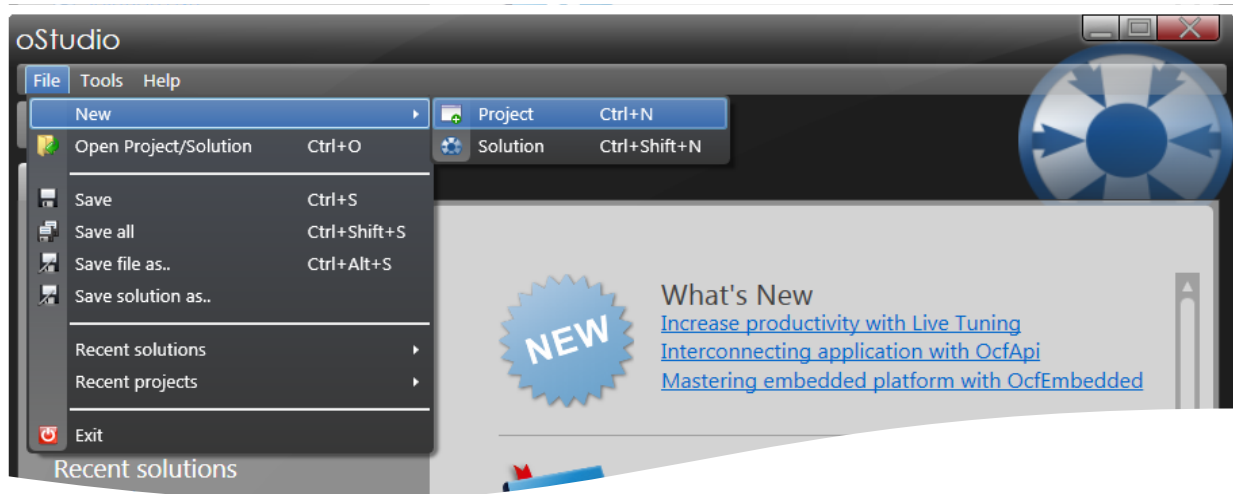 oStudio
File Tools Help
New
Project Ctrl+N
Open Project/Solution Ctrl+O
Solution Ctrl+Shift+N
Save Ctrl+S
Save all Ctrl+Shift+S
Save file as.. Ctrl+Alt+S
Save solution as..
Recent solutions
Recent projects
Exit
NEW
What's New
Increase productivity with Live Tuning
Interconnecting application with OcfApi
Mastering embedded platform with OcfEmbedded
Recent solutions